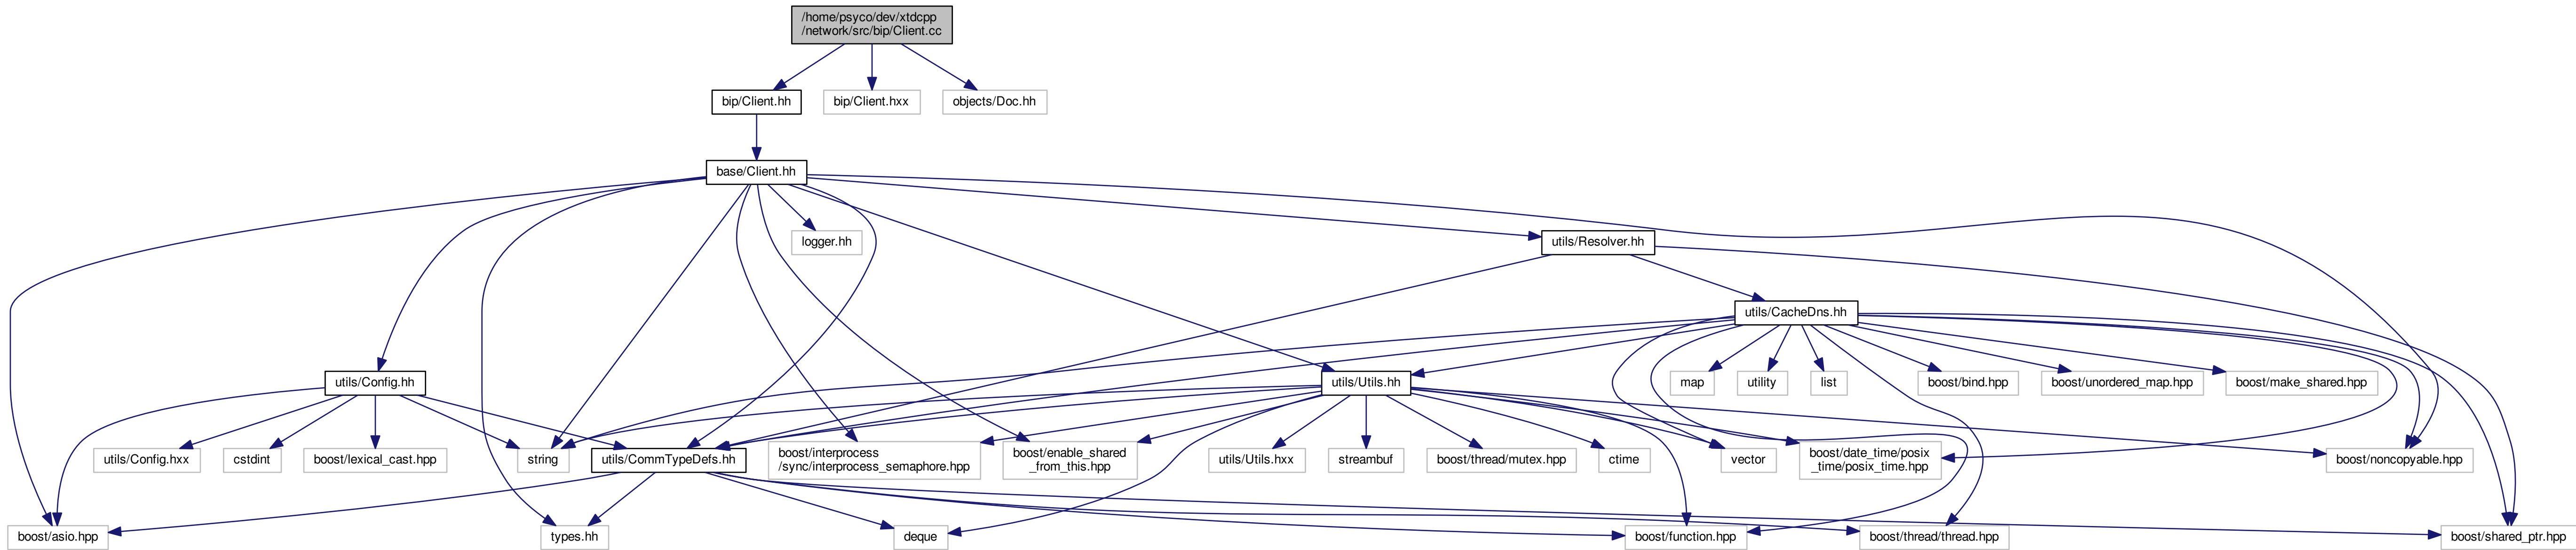 /home/psyco/dev/xtdcpp
/network/src/bip/Client.cc
bip/Client.hh
bip/Client.hxx
objects/Doc.hh
base/Client.hh
logger.hh
utils/Resolver.hh
utils/CacheDns.hh
utils/Config.hh
utils/Utils.hh
map
utility
list
boost/bind.hpp
boost/unordered_map.hpp
boost/make_shared.hpp
utils/Config.hxx
cstdint
boost/lexical_cast.hpp
string
utils/CommTypeDefs.hh
boost/interprocess
/sync/interprocess_semaphore.hpp
boost/enable_shared
_from_this.hpp
utils/Utils.hxx
streambuf
boost/thread/mutex.hpp
ctime
vector
boost/date_time/posix
_time/posix_time.hpp
boost/noncopyable.hpp
boost/asio.hpp
types.hh
deque
boost/function.hpp
boost/thread/thread.hpp
boost/shared_ptr.hpp